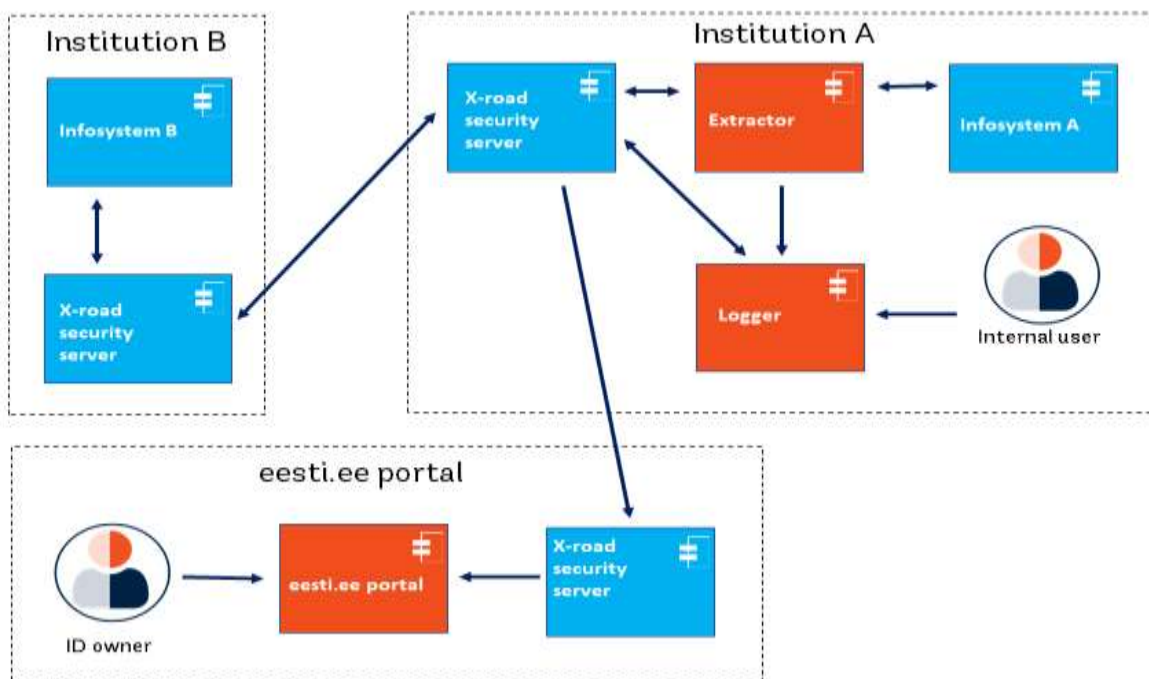 Institution B
Infosystem B
X-road
security
server
Institution A
X-road
security
server
Extractor
Infosystem A
Logger
Internal user
eesti.ee portal
ID owner
eesti.ee portal
X-road
security
server